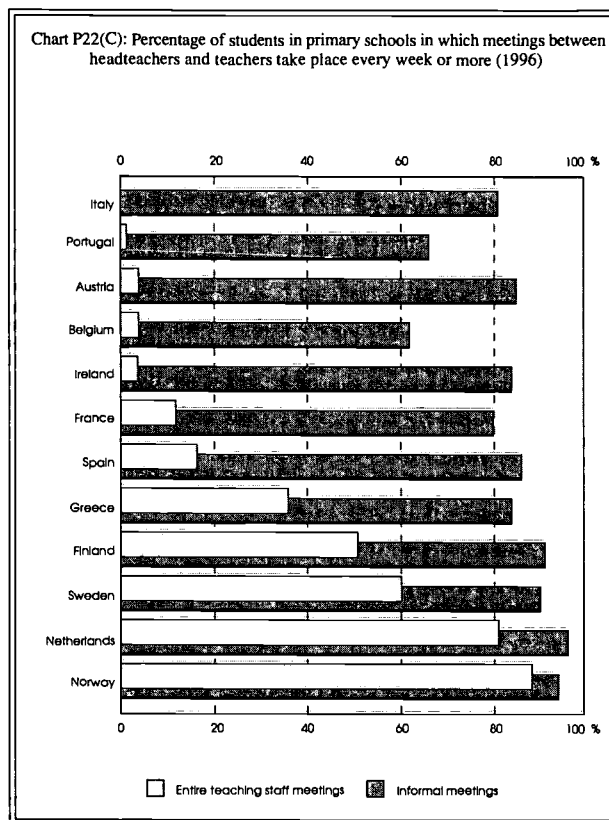 Chart P22(C): Percentage of students in primary schools in which meetings between
headteachers and teachers take place every week or more (1996)
0 20 40 60 80 100 %
Italy
Portugal
Austria
Belgium
Ireland
France
Spain
Greece
Finland
Sweden
Netherlands
Norway
0 20 40 60 80 100 %
Entire teaching staff meetings Informal meetings